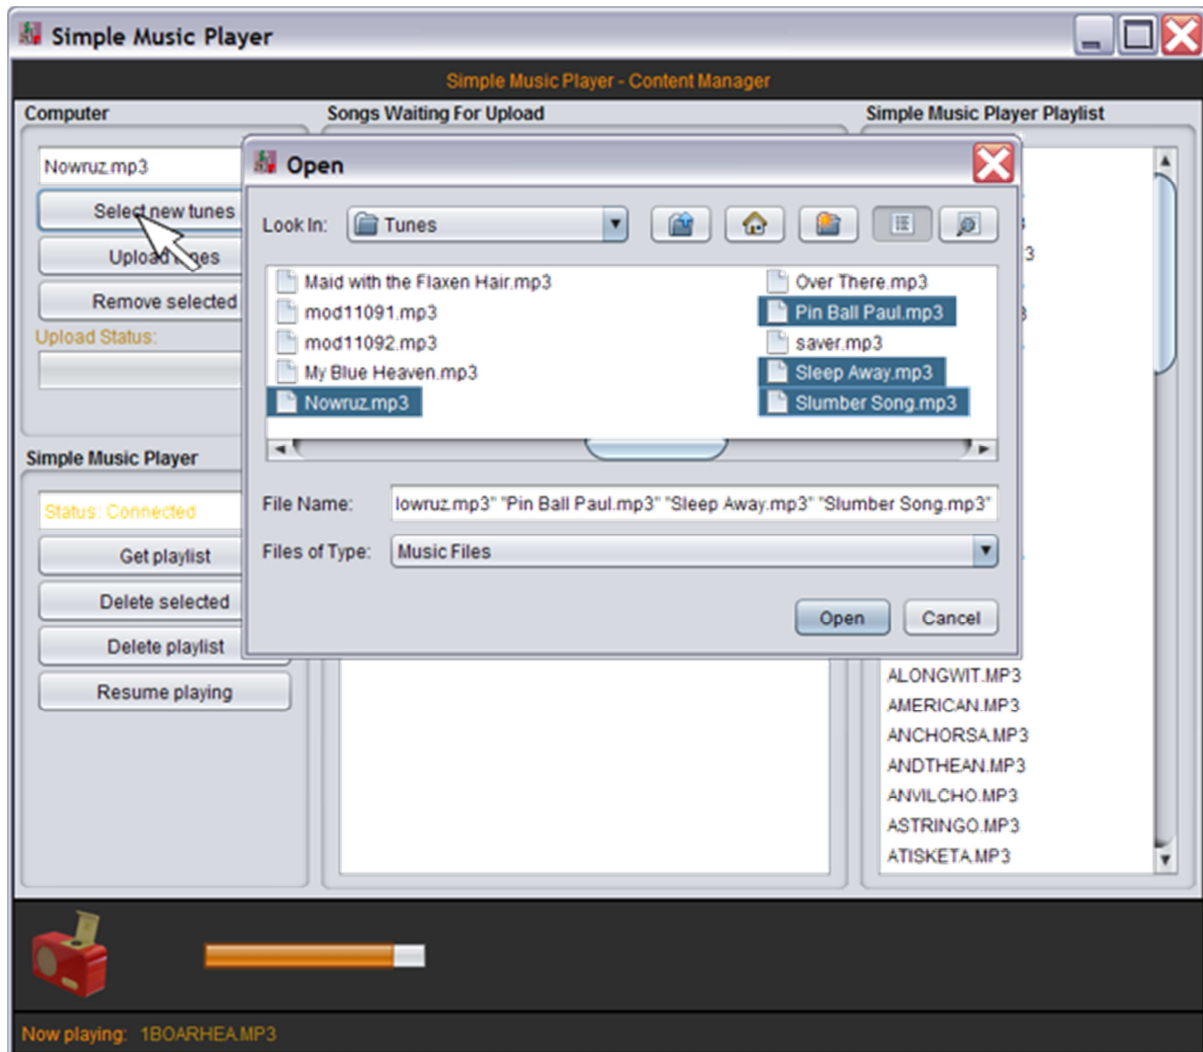 Simple Music Player
Simple Music Player - Content Manager
Computer
Songs Waiting For Upload
Simple Music Player Playlist
Nowruz.mp3
Select new tunes
Upload tunes
Remove selected
Upload Status:
Simple Music Player
Status: Connected
Get playlist
Delete selected
Delete playlist
Resume playing
Open
Look In:
Tunes
Maid with the Flaxen Hair.mp3
mod11091.mp3
mod11092.mp3
My Blue Heaven.mp3
Nowruz.mp3
Over There.mp3
Pin Ball Paul.mp3
saver.mp3
Sleep Away.mp3
Slumber Song.mp3
File Name:
lowruz.mp3" "Pin Ball Paul.mp3" "Sleep Away.mp3" "Slumber Song.mp3"
Files of Type:
Music Files
Open
Cancel
3
ALONGWIT.MP3
AMERICAN.MP3
ANCHORSA.MP3
ANDTHEAN.MP3
ANVILCHO.MP3
ASTRINGO.MP3
ATISKETA.MP3
Now playing: 1BOARHEA.MP3